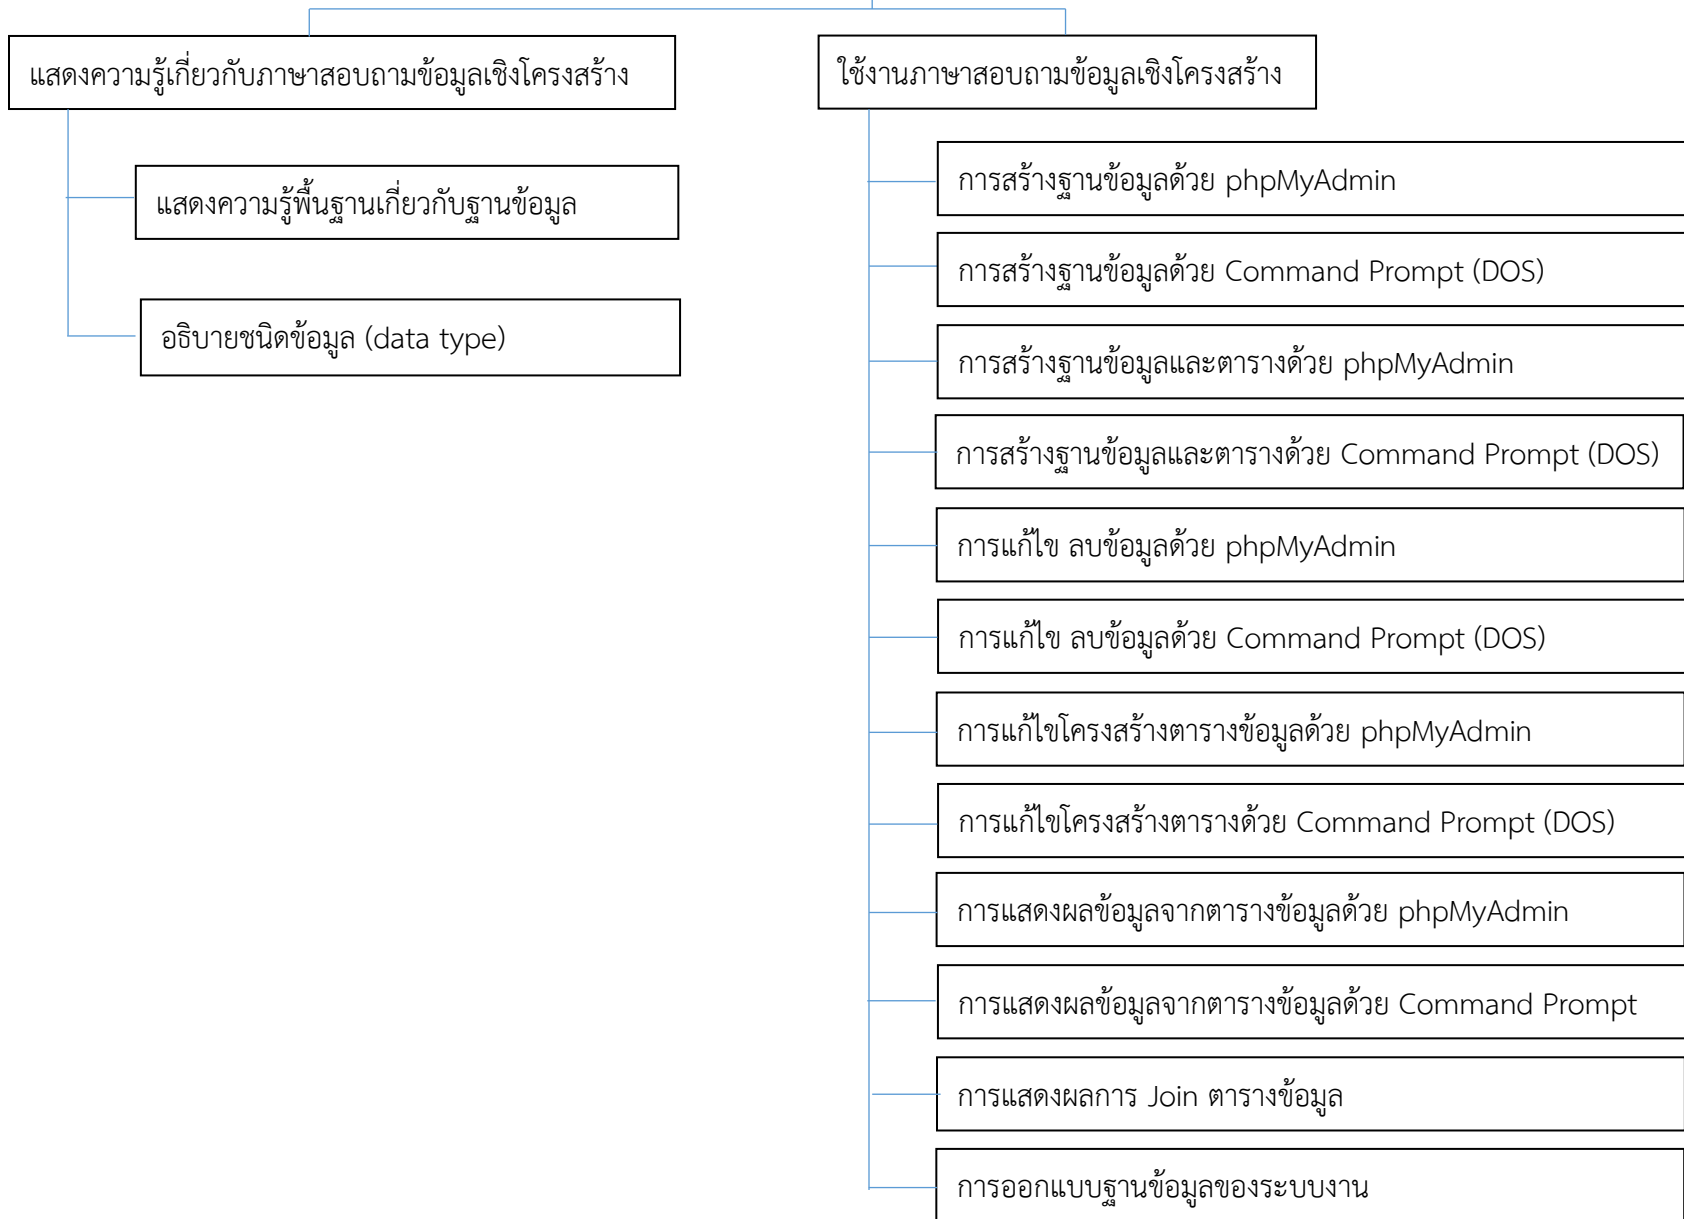 แสดงความรู้เกี่ยวกับภาษาสอบถามข้อมูลเชิงโครงสร้าง
แสดงความรู้พื้นฐานเกี่ยวกับฐานข้อมูล
อธิบายชนิดข้อมูล (data type)
ใช้งานภาษาสอบถามข้อมูลเชิงโครงสร้าง
การสร้างฐานข้อมูลด้วย phpMyAdmin
การสร้างฐานข้อมูลด้วย Command Prompt (DOS)
การสร้างฐานข้อมูลและตารางด้วย phpMyAdmin
การสร้างฐานข้อมูลและตารางด้วย Command Prompt (DOS)
การแก้ไข ลบข้อมูลด้วย phpMyAdmin
การแก้ไข ลบข้อมูลด้วย Command Prompt (DOS)
การแก้ไขโครงสร้างตารางข้อมูลด้วย phpMyAdmin
การแก้ไขโครงสร้างตารางด้วย Command Prompt (DOS)
การแสดงผลข้อมูลจากตารางข้อมูลด้วย phpMyAdmin
การแสดงผลข้อมูลจากตารางข้อมูลด้วย Command Prompt
การแสดงผลการ Join ตารางข้อมูล
การออกแบบฐานข้อมูลของระบบงาน